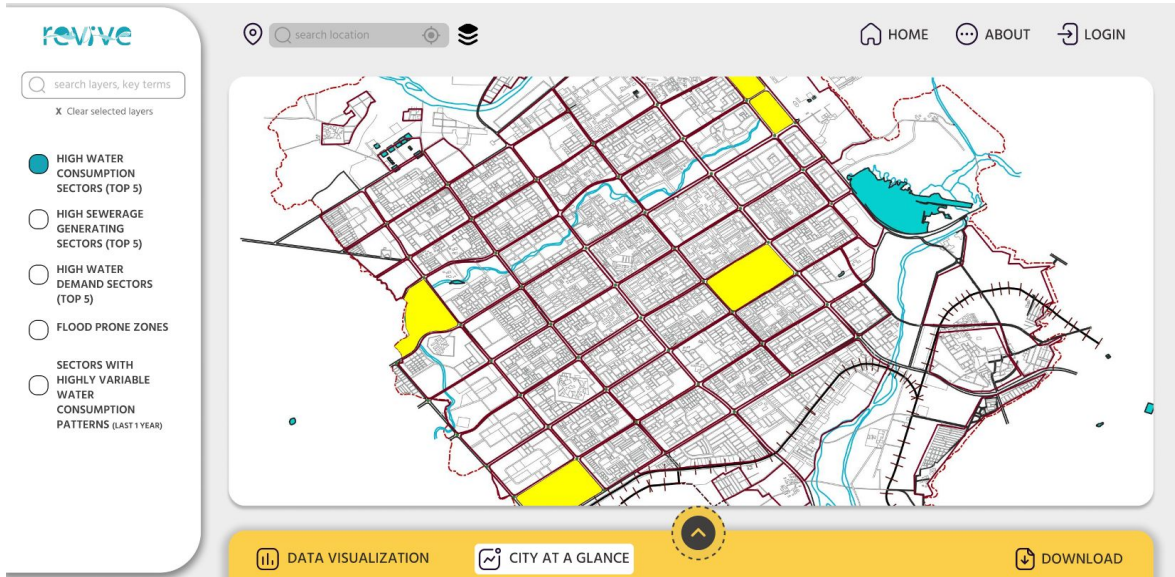 revive
search location
HOME
ABOUT
LOGIN
search layers, key terms
X Clear selected layers
HIGH WATER
CONSUMPTION
SECTORS (TOP 5)
HIGH SEWERAGE
GENERATING
SECTORS (TOP 5)
HIGH WATER
DEMAND SECTORS
(TOP 5)
FLOOD PRONE ZONES
SECTORS WITH
HIGHLY VARIABLE
WATER
CONSUMPTION
PATTERNS (LAST 1 YEAR)
DATA VISUALIZATION
CITY AT A GLANCE
DOWNLOAD